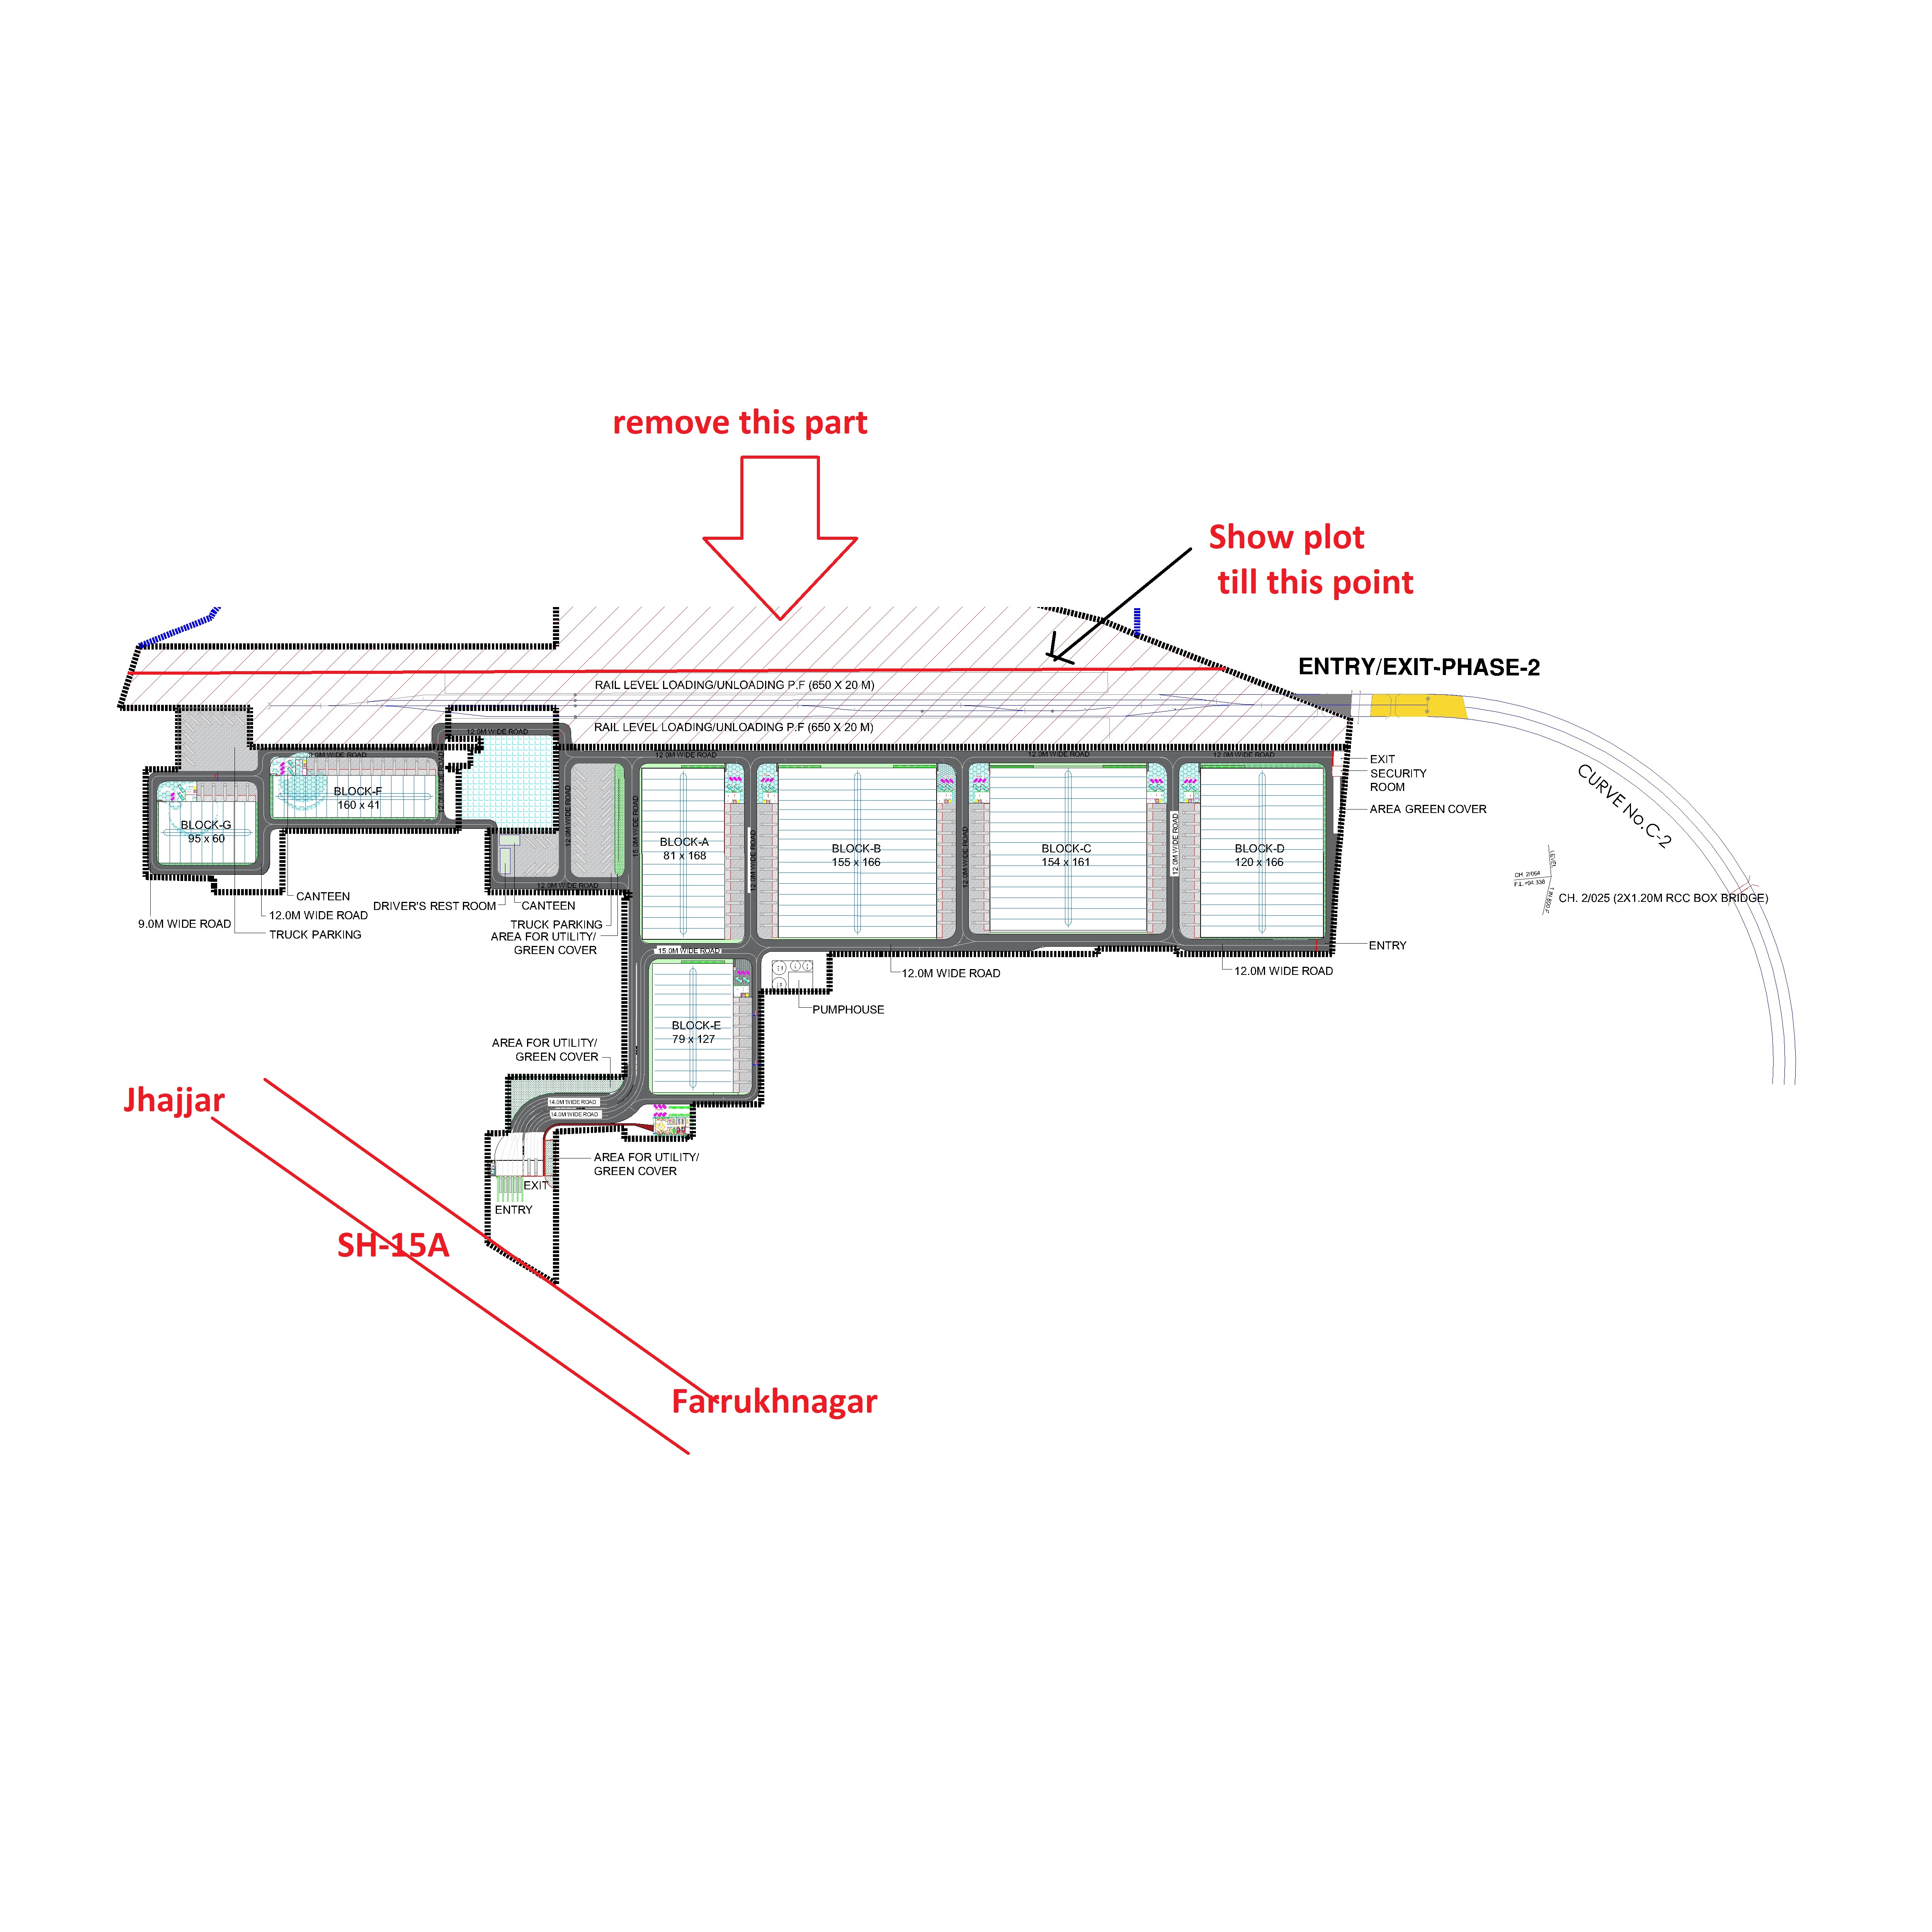 remove this part
Show plot
till this point
ENTRY/EXIT-PHASE-2
RAIL LEVEL LOADING/UNLOADING P.F (650 X 20 M)
RAIL LEVEL LOADING/UNLOADING P.F (650 X 20 M)
12.0M WIDE ROAD
12.0M WIDE ROAD
12.0M WIDE ROAD
12.0M WIDE ROAD
EXIT
SECURITY
ROOM
AREA GREEN COVER
CURVE No.C-2
BLOCK-F
160 x 41
BLOCK-G
95 x 60
12.0M WIDE ROAD
15.0M WIDE ROAD
BLOCK-A
81 x 168
12.0M WIDE ROAD
BLOCK-B
155 x 166
12.0M WIDE ROAD
BLOCK-C
154 x 161
12.0M WIDE ROAD
BLOCK-D
120 x 166
LEVEL
CH. 2/064
CH. 2/025 (2X1.20M RCC BOX BRIDGE)
12.0M WIDE ROAD
CANTEEN
DRIVER'S REST ROOM
CANTEEN
9.0M WIDE ROAD
12.0M WIDE ROAD
TRUCK PARKING
TRUCK PARKING
AREA FOR UTILITY/
GREEN COVER
15.0M WIDE ROAD
ENTRY
12.0M WIDE ROAD
12.0M WIDE ROAD
PUMPHOUSE
BLOCK-E
79 x 127
AREA FOR UTILITY/
GREEN COVER
Jhajjar
14.0M WIDE ROAD
14.0M WIDE ROAD
AREA FOR UTILITY/
GREEN COVER
EXIT
ENTRY
SH-15A
Farrukhnagar